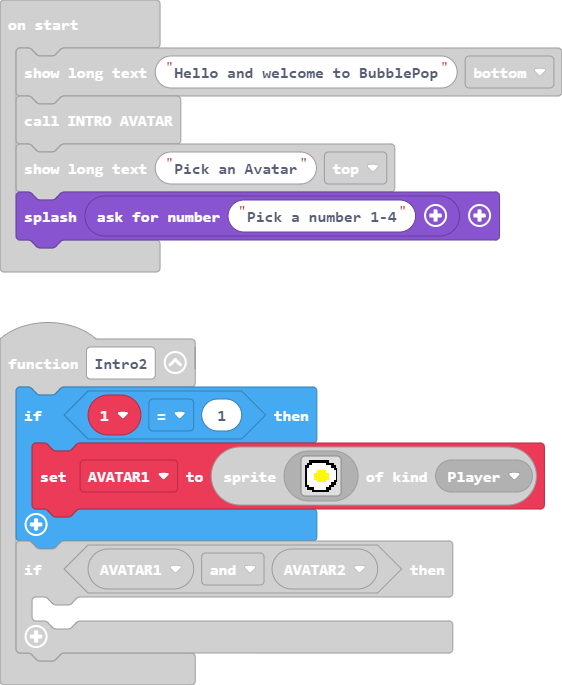 on start
show long text "Hello and welcome to BubblePop" bottom
call INTRO AVATAR
show long text "Pick an Avatar" top
splash ask for number "Pick a number 1-4"
function Intro2
if 1 = 1 then
set AVATAR1 to sprite of kind Player
if AVATAR1 and AVATAR2 then